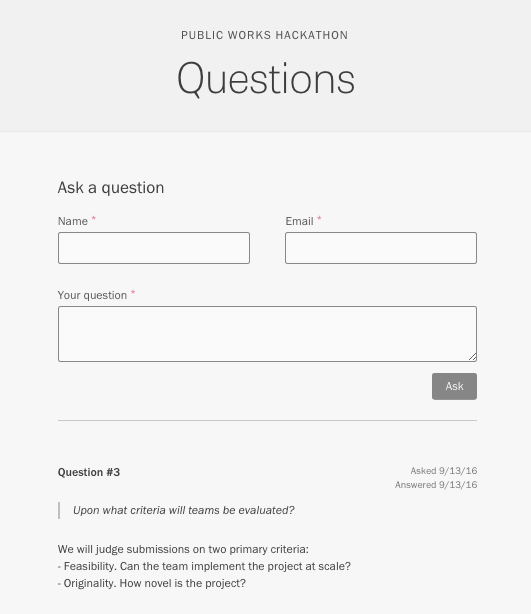 PUBLIC WORKS HACKATHON
Questions
Ask a question
Name *
Email *
Your question *
Ask
Question #3
Asked 9/13/16
Answered 9/13/16
Upon what criteria will teams be evaluated?
We will judge submissions on two primary criteria:
- Feasibility. Can the team implement the project at scale?
- Originality. How novel is the project?